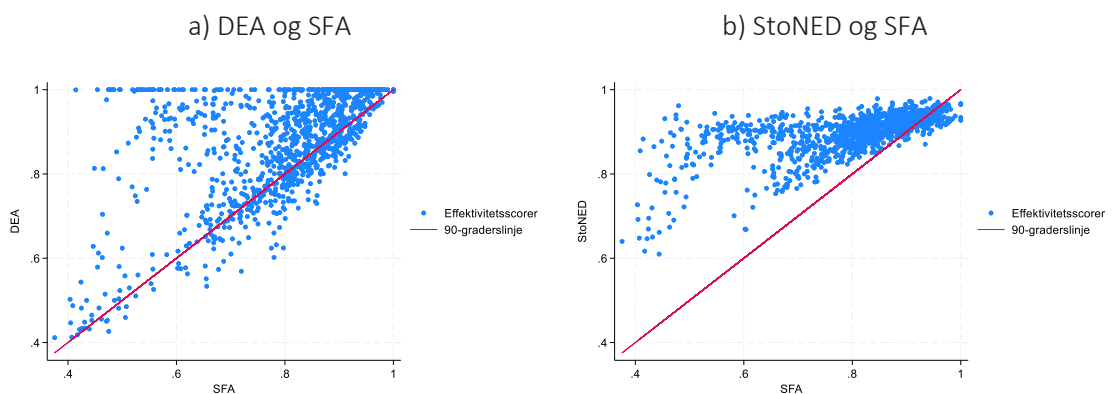 a) DEA og SFA
DEA
1
.8
.6
.4
.4
.6
.8
1
SFA
Effektivitetsscorer
90-graderslinje
b) StoNED og SFA
StoNED
1
.8
.6
.4
.4
.6
.8
1
SFA
Effektivitetsscorer
90-graderslinje